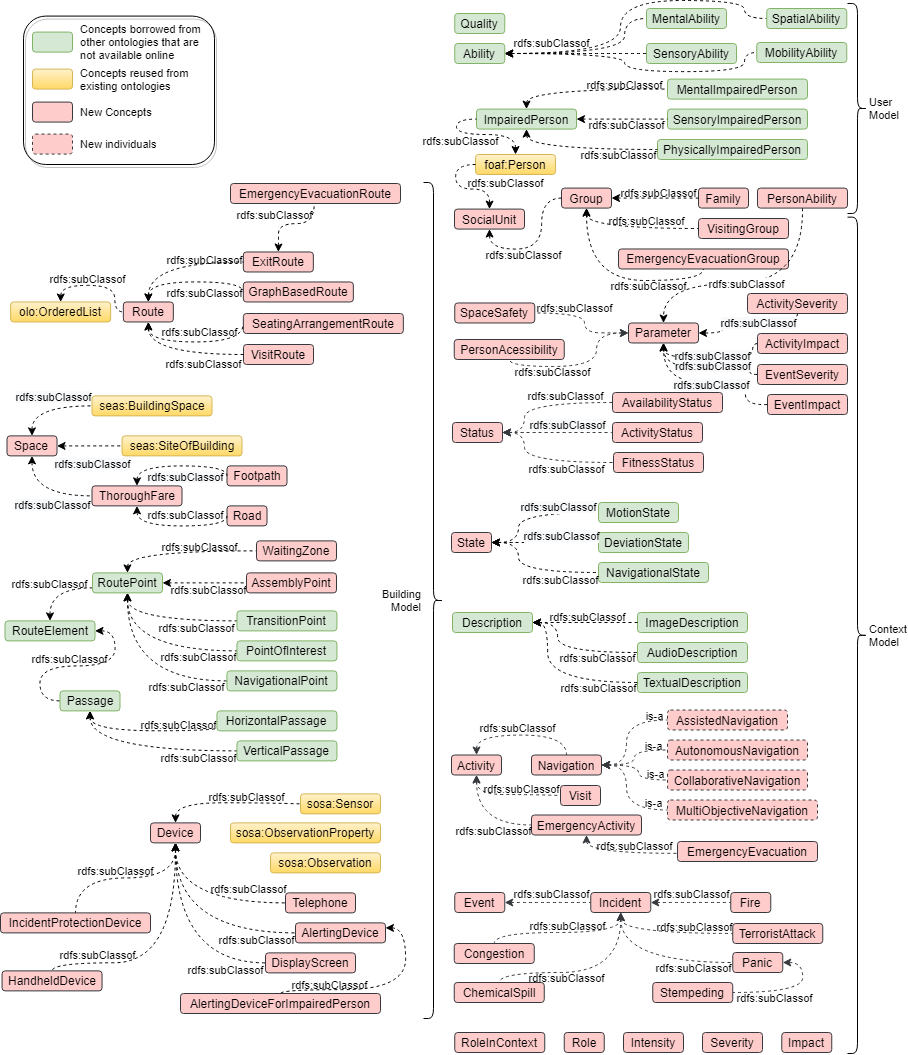 Concepts borrowed from
other ontologies that are
not available online
Concepts reused from
existing ontologies
New Concepts
New individuals
Quality
MentalAbility
SpatialAbility
rdfs:subClassof
Ability
SensoryAbility
MobilityAbility
rdfs:subClassof
MentalImpairedPerson
ImpairedPerson
rdfs:subClassof
SensoryImpairedPerson
rdfs:subClassof
rdfs:subClassof
PhysicallyImpairedPerson
foaf:Person
rdfs:subClassof
User
Model
SocialUnit
Group
rdfs:subClassof
Family
PersonAbility
rdfs:subClassof
VisitingGroup
rdfs:subClassof
EmergencyEvacuationGroup
rdfs:subClassof
rdfs:subClassof
EmergencyEvacuationRoute
rdfs:subClassof
rdfs:subClassof
ExitRoute
rdfs:subClassof
rdfs:subClassof
GraphBasedRoute
olo:OrderedList
Route
rdfs:subClassof
SeatingArrangementRoute
VisitRoute
rdfs:subClassof
SpaceSafety
rdfs:subClassof
Parameter
ActivitySeverity
rdfs:subClassof
PersonAcessibility
rdfs:subClassof
ActivityImpact
rdfs:subClassof
rdfs:subClassof
EventSeverity
rdfs:subClassof
EventImpact
rdfs:subClassof
seas:BuildingSpace
Space
seas:SiteOfBuilding
rdfs:subClassof
rdfs:subClassof
Footpath
ThoroughFare
rdfs:subClassof
rdfs:subClassof
Road
rdfs:subClassof
AvailabilityStatus
Status
rdfs:subClassof
ActivityStatus
rdfs:subClassof
FitnessStatus
rdfs:subClassof
MotionState
State
rdfs:subClassof
DeviationState
rdfs:subClassof
NavigationalState
rdfs:subClassof
WaitingZone
rdfs:subClassof
RoutePoint
rdfs:subClassof
AssemblyPoint
Building
Model
RouteElement
rdfs:subClassof
TransitionPoint
rdfs:subClassof
rdfs:subClassof
PointOfInterest
rdfs:subClassof
NavigationalPoint
Passage
rdfs:subClassof
HorizontalPassage
rdfs:subClassof
VerticalPassage
Description
rdfs:subClassof
ImageDescription
rdfs:subClassof
AudioDescription
rdfs:subClassof
TextualDescription
Context
Model
is-a
AssistedNavigation
rdfs:subClassof
is-a
AutonomousNavigation
Activity
Navigation
is-a
CollaborativeNavigation
rdfs:subClassof
Visit
is-a
MultiObjectiveNavigation
rdfs:subClassof
EmergencyActivity
rdfs:subClassof
EmergencyEvacuation
rdfs:subClassof
sosa:Sensor
Device
sosa:ObservationProperty
sosa:Observation
rdfs:subClassof
rdfs:subClassof
Telephone
IncidentProtectionDevice
rdfs:subClassof
AlertingDevice
rdfs:subClassof
rdfs:subClassof
DisplayScreen
HandheldDevice
rdfs:subClassof
AlertingDeviceForImpairedPerson
Event
rdfs:subClassof
Incident
rdfs:subClassof
Fire
rdfs:subClassof
rdfs:subClassof
TerroristAttack
Congestion
rdfs:subClassof
Panic
rdfs:subClassof
ChemicalSpill
Stempeding
rdfs:subClassof
RoleInContext
Role
Intensity
Severity
Impact